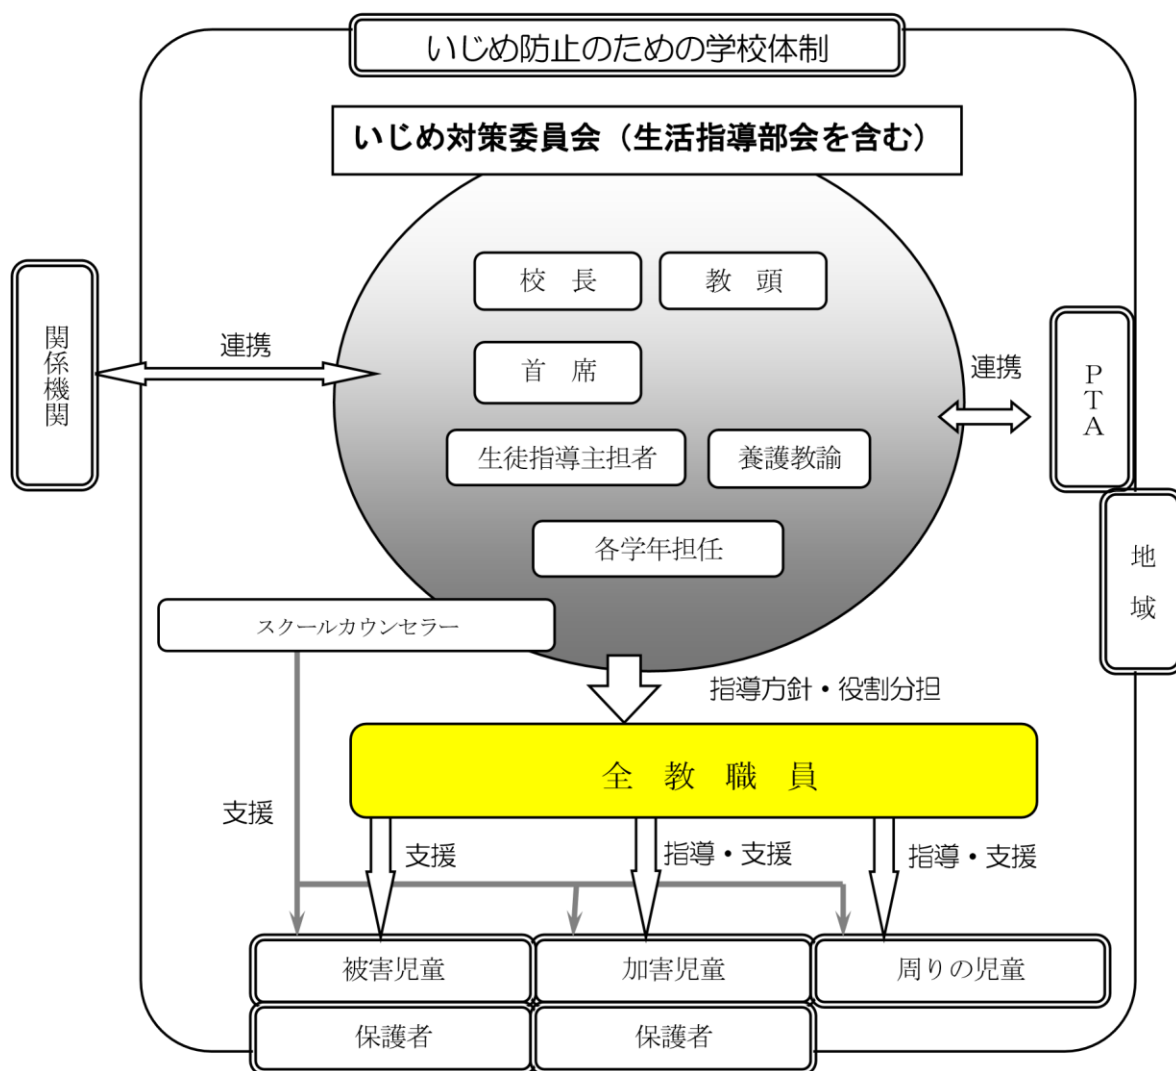 いじめ防止のための学校体制
いじめ対策委員会（生活指導部会を含む）
校　長
教　頭
関係機関
連携
首　席
連携
PTA
生徒指導主担者
養護教諭
各学年担任
地　域
スクールカウンセラー
指導方針・役割分担
全　教　職　員
支援
支援
指導・支援
指導・支援
被害児童
加害児童
周りの児童
保護者
保護者